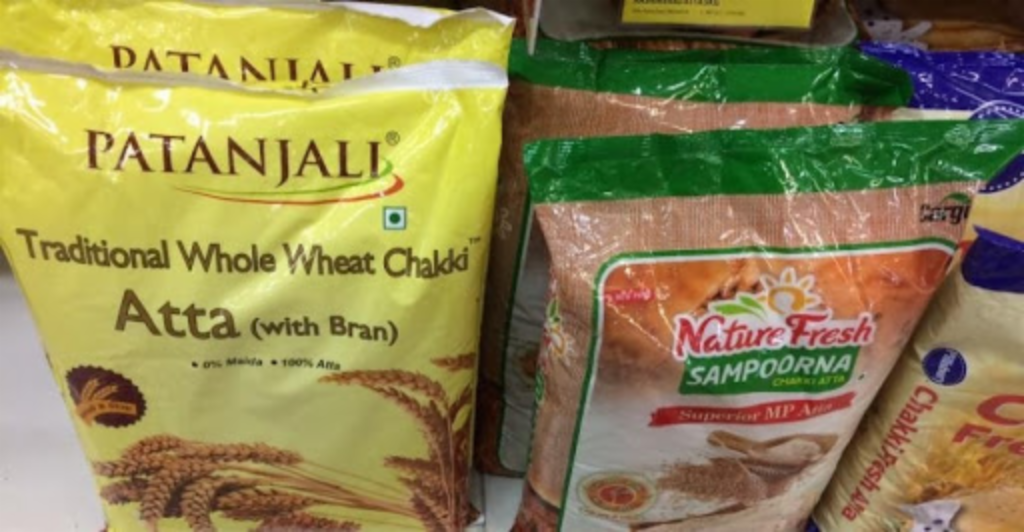 PATANJALI®
PATANJALI®
Traditional Whole Wheat Chakki™
Atta (with Bran)
• 0% Maida • 100% Atta
Nature Fresh
SAMPOORNA
CHAKKI ATTA
Superior MP Atta
Chakki Fresh Atta